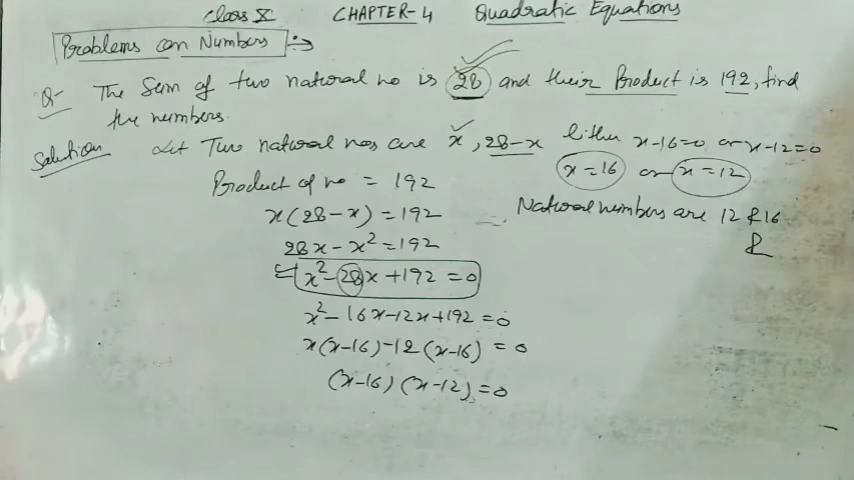 Class X CHAPTER-4 Quadratic Equations
Problems on Numbers :→
Q- The Sum of two natural no is 28 and their Product is 192, find
the numbers.
Solution Let Two natural nos are x, 28-x
Product of no = 192
x(28-x) = 192
28x - x² = 192
x² - 28x + 192 = 0
x² - 16x - 12x + 192 = 0
x(x-16) - 12(x-16) = 0
(x-16) (x-12) = 0
Either x-16=0 or x-12=0
x = 16 or x = 12
Natural numbers are 12 & 16
&